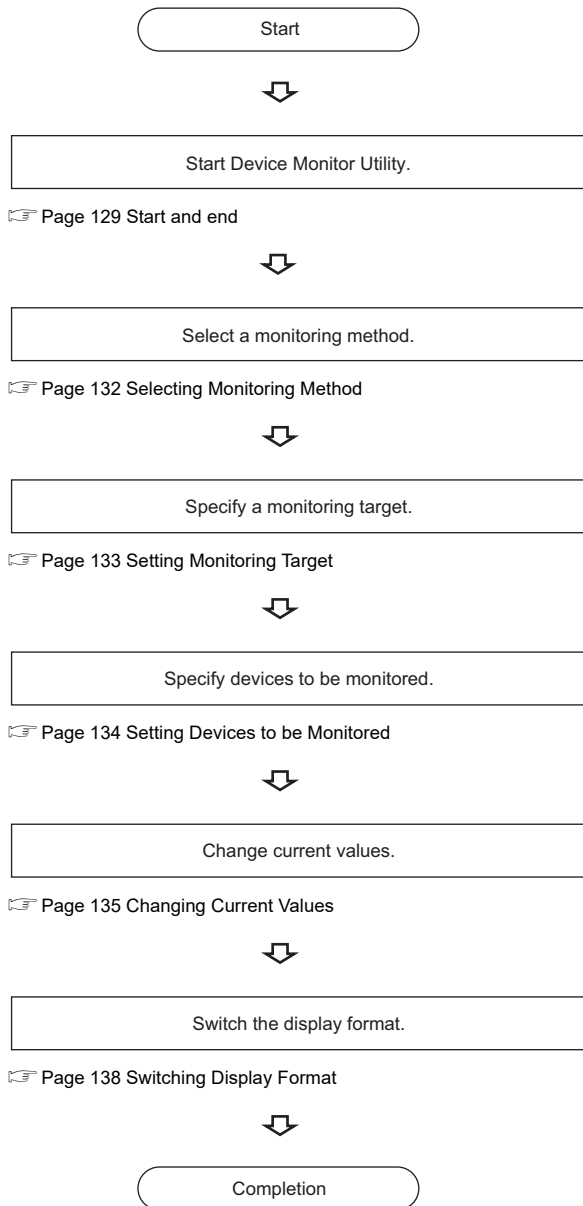 Start
Start Device Monitor Utility.
☞ Page 129 Start and end
Select a monitoring method.
☞ Page 132 Selecting Monitoring Method
Specify a monitoring target.
☞ Page 133 Setting Monitoring Target
Specify devices to be monitored.
☞ Page 134 Setting Devices to be Monitored
Change current values.
☞ Page 135 Changing Current Values
Switch the display format.
☞ Page 138 Switching Display Format
Completion